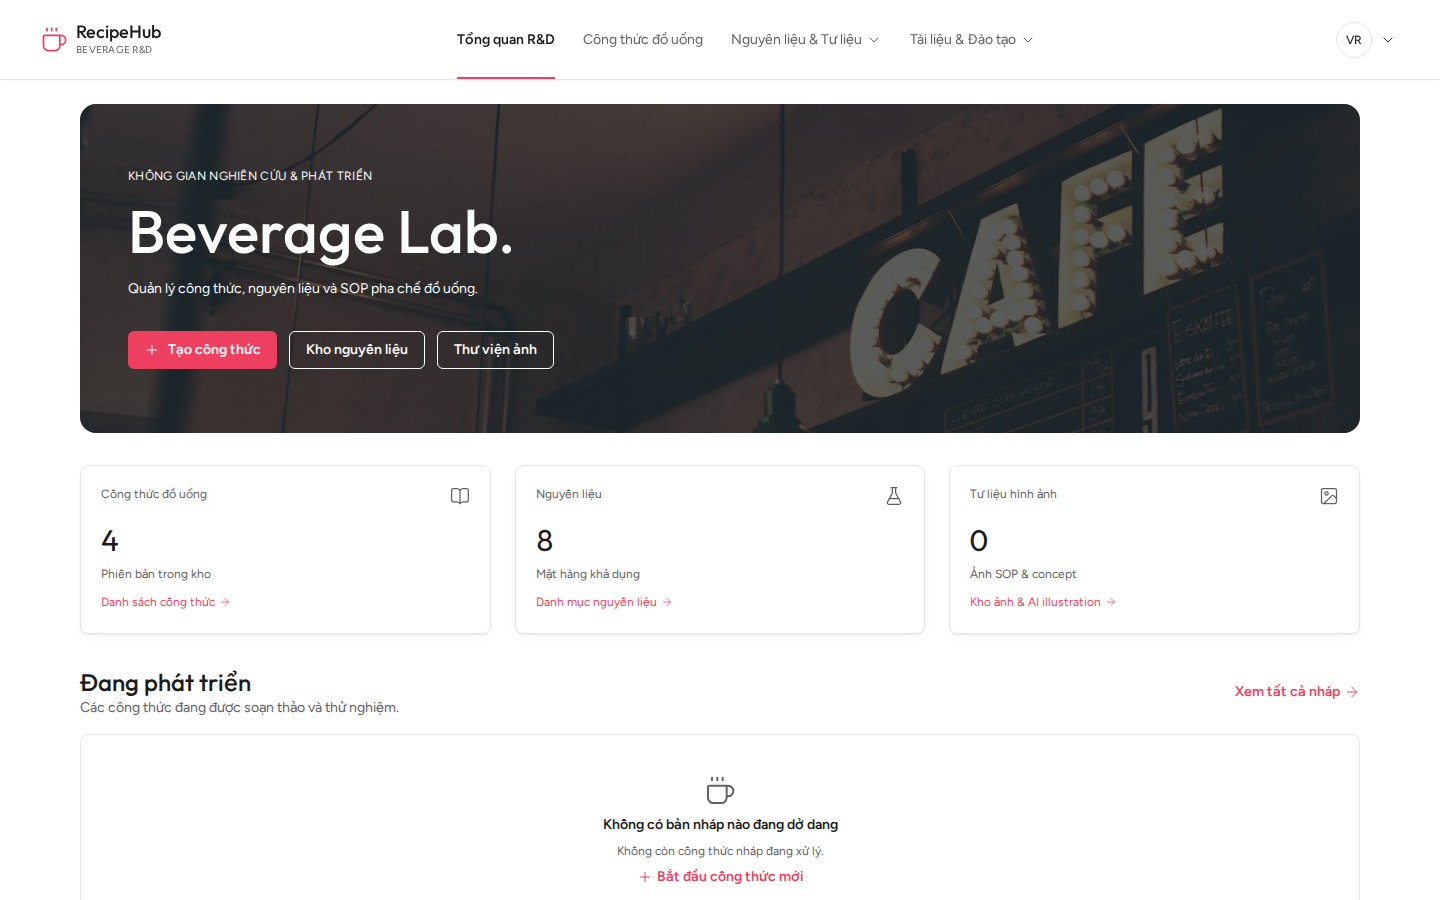 RecipeHub
BEVERAGE R&D
Tổng quan R&D
Công thức đồ uống
Nguyên liệu & Tư liệu
Tài liệu & Đào tạo
VR
KHÔNG GIAN NGHIÊN CỨU & PHÁT TRIỂN
Beverage Lab.
Quản lý công thức, nguyên liệu và SOP pha chế đồ uống.
Tạo công thức
Kho nguyên liệu
Thư viện ảnh
CAFE
Công thức đồ uống
4
Phiên bản trong kho
Danh sách công thức
Nguyên liệu
8
Mặt hàng khả dụng
Danh mục nguyên liệu
Tư liệu hình ảnh
0
Ảnh SOP & concept
Kho ảnh & AI illustration
Đang phát triển
Các công thức đang được soạn thảo và thử nghiệm.
Xem tất cả nháp
Không có bản nháp nào đang dở dang
Không còn công thức nháp đang xử lý.
Bắt đầu công thức mới